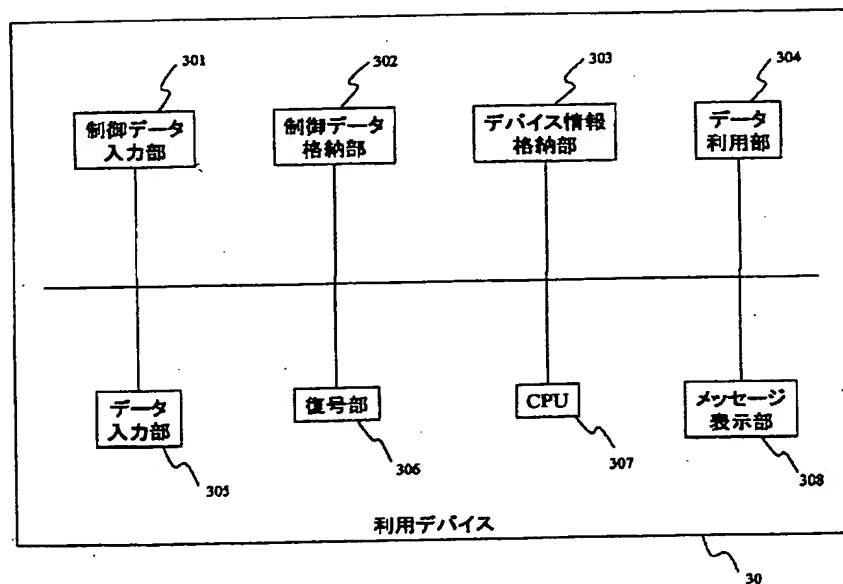 301
302
303
304
制御データ
入力部
制御データ
格納部
デバイス情報
格納部
データ
利用部
データ
入力部
復号部
CPU
メッセージ
表示部
305
306
307
308
利用デバイス
30